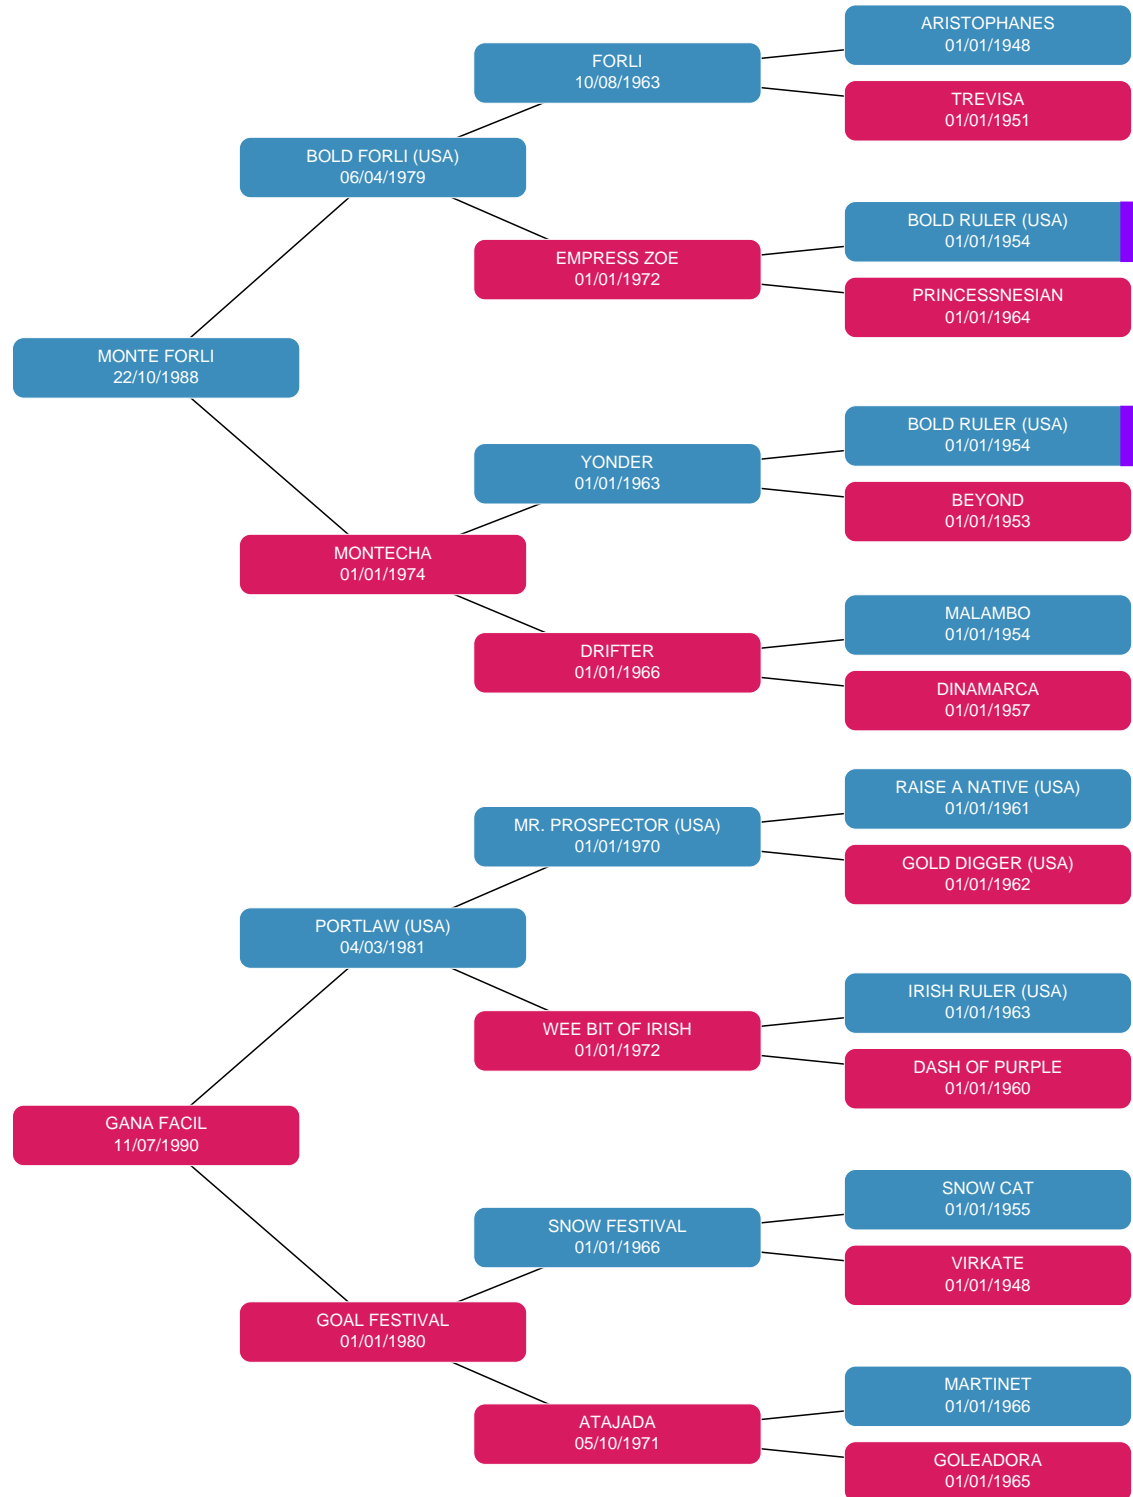 ARISTOPHANES
01/01/1948
FORLI
10/08/1963
TREVISA
01/01/1951
BOLD FORLI (USA)
06/04/1979
BOLD RULER (USA)
01/01/1954
EMPRESS ZOE
01/01/1972
PRINCESSNESIAN
01/01/1964
MONTE FORLI
22/10/1988
BOLD RULER (USA)
01/01/1954
YONDER
01/01/1963
BEYOND
01/01/1953
MONTECHA
01/01/1974
MALAMBO
01/01/1954
DRIFTER
01/01/1966
DINAMARCA
01/01/1957
RAISE A NATIVE (USA)
01/01/1961
MR. PROSPECTOR (USA)
01/01/1970
GOLD DIGGER (USA)
01/01/1962
PORTLAW (USA)
04/03/1981
IRISH RULER (USA)
01/01/1963
WEE BIT OF IRISH
01/01/1972
DASH OF PURPLE
01/01/1960
GANA FACIL
11/07/1990
SNOW CAT
01/01/1955
SNOW FESTIVAL
01/01/1966
VIRKATE
01/01/1948
GOAL FESTIVAL
01/01/1980
MARTINET
01/01/1966
ATAJADA
05/10/1971
GOLEADORA
01/01/1965